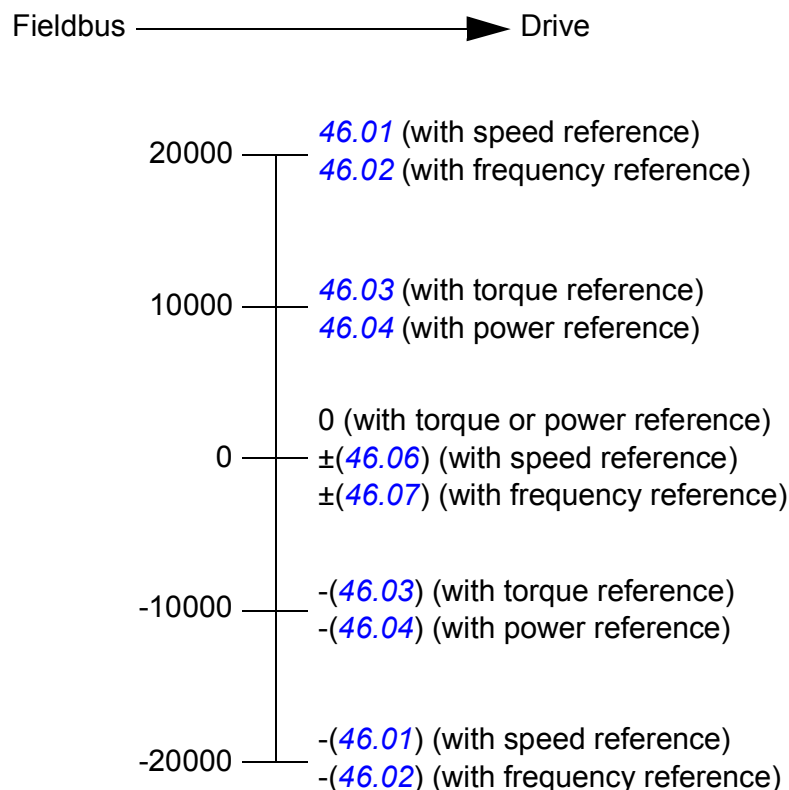 Fieldbus Drive
46.01 (with speed reference)
20000
46.02 (with frequency reference)
46.03 (with torque reference)
10000
46.04 (with power reference)
0 (with torque or power reference)
0 ±(46.06) (with speed reference)
±(46.07) (with frequency reference)
-(46.03) (with torque reference)
-10000
-(46.04) (with power reference)
-(46.01) (with speed reference)
-20000
-(46.02) (with frequency reference)